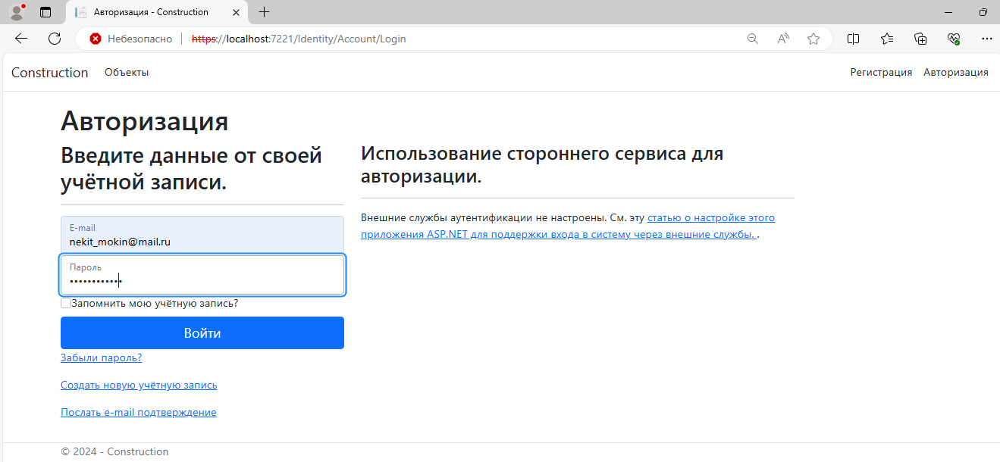 Авторизация - Construction
Небезопасно https://localhost:7221/Identity/Account/Login
Construction Объекты Регистрация Авторизация
Авторизация
Введите данные от своей
учётной записи.
E-mail
nekit_mokin@mail.ru
Пароль
••••••••••••
Запомнить мою учётную запись?
Войти
Забыли пароль?
Создать новую учётную запись
Послать e-mail подтверждение
Использование стороннего сервиса для
авторизации.
Внешние службы аутентификации не настроены. См. эту статью о настройке этого
приложения ASP.NET для поддержки входа в систему через внешние службы. .
© 2024 - Construction